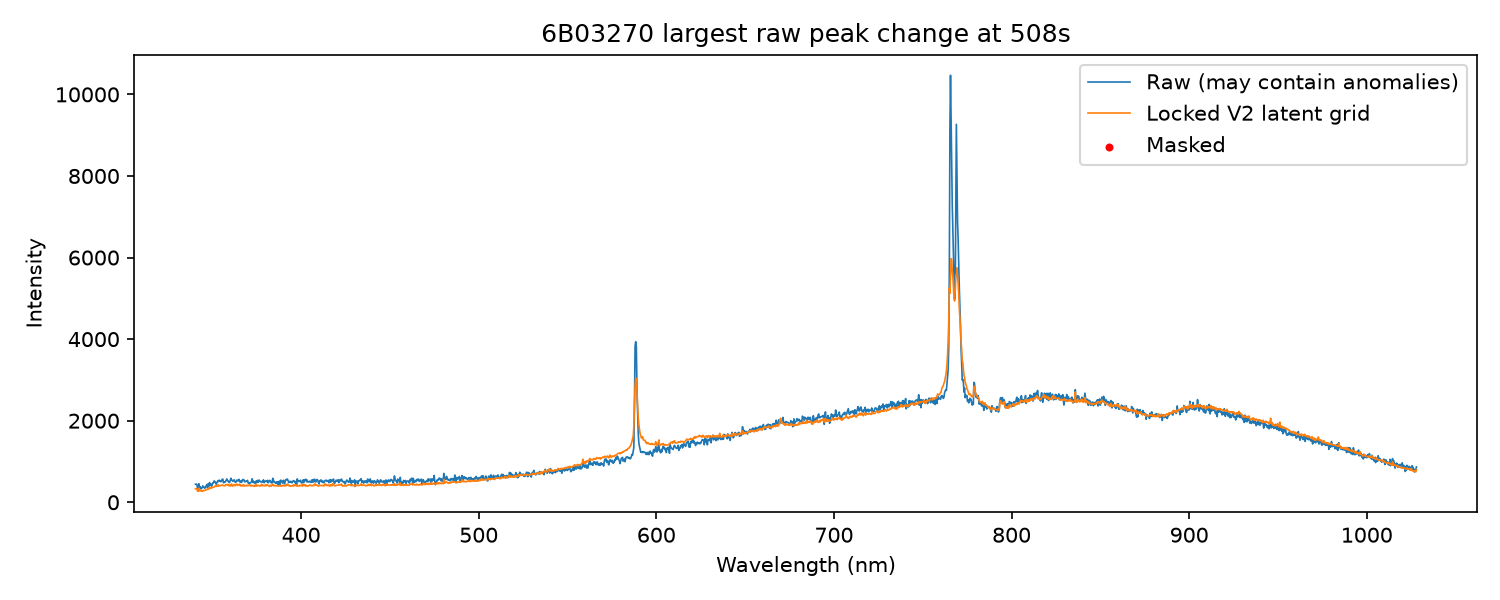 6B03270 largest raw peak change at 508s
Raw (may contain anomalies)
Locked V2 latent grid
Masked
Intensity
10000
8000
6000
4000
2000
0
400 500 600 700 800 900 1000
Wavelength (nm)